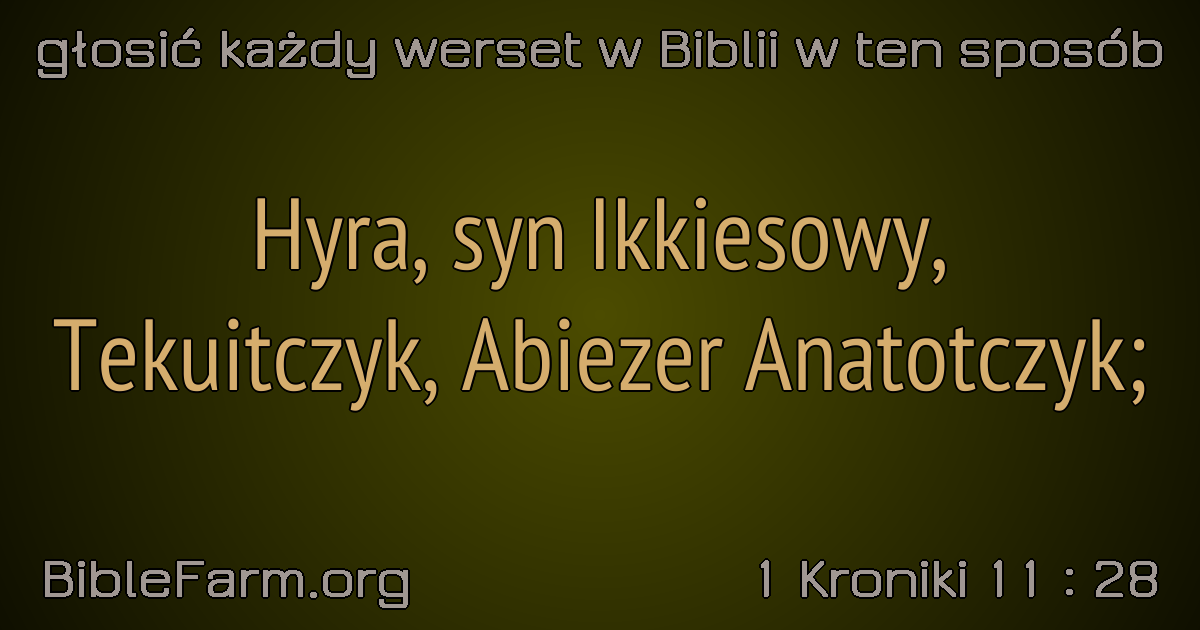 głosić każdy werset w Biblii w ten sposób
Hyra, syn Ikkiesowy,
Tekuitczyk, Abiezer Anatotczyk;
BibleFarm.org
1 Kroniki 11 : 28